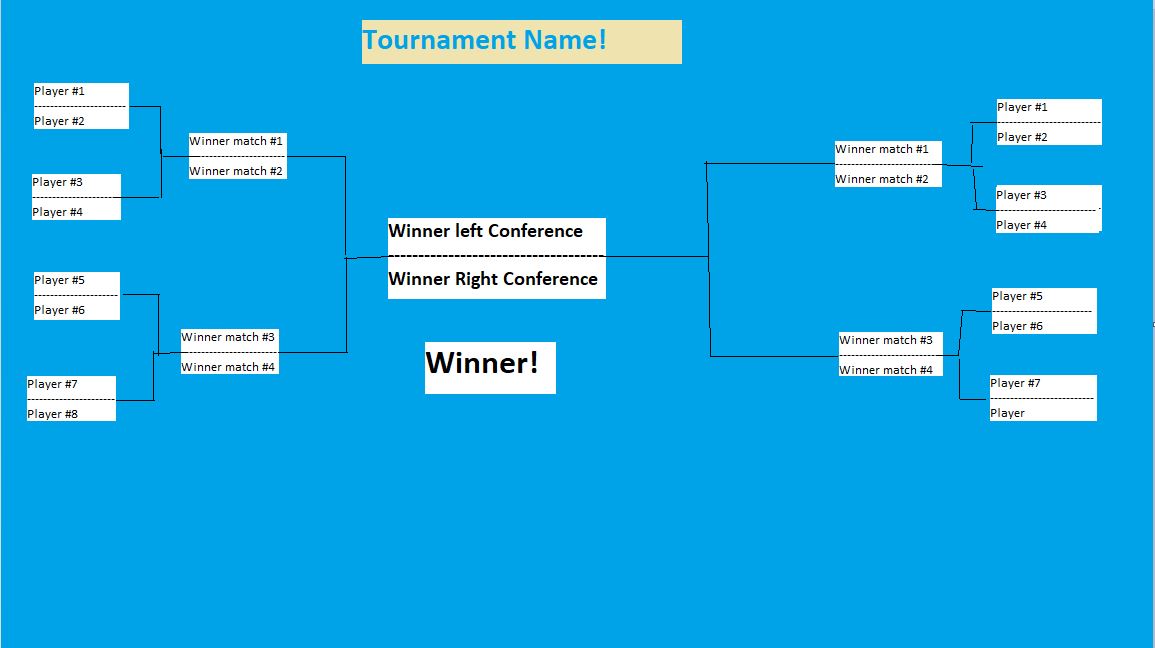 Tournament Name!
Player #1
Player #2
Player #3
Player #4
Player #5
Player #6
Player #7
Player #8
Winner match #1
Winner match #2
Winner match #3
Winner match #4
Winner left Conference
Winner Right Conference
Winner!
Winner match #1
Winner match #2
Winner match #3
Winner match #4
Player #1
Player #2
Player #3
Player #4
Player #5
Player #6
Player #7
Player